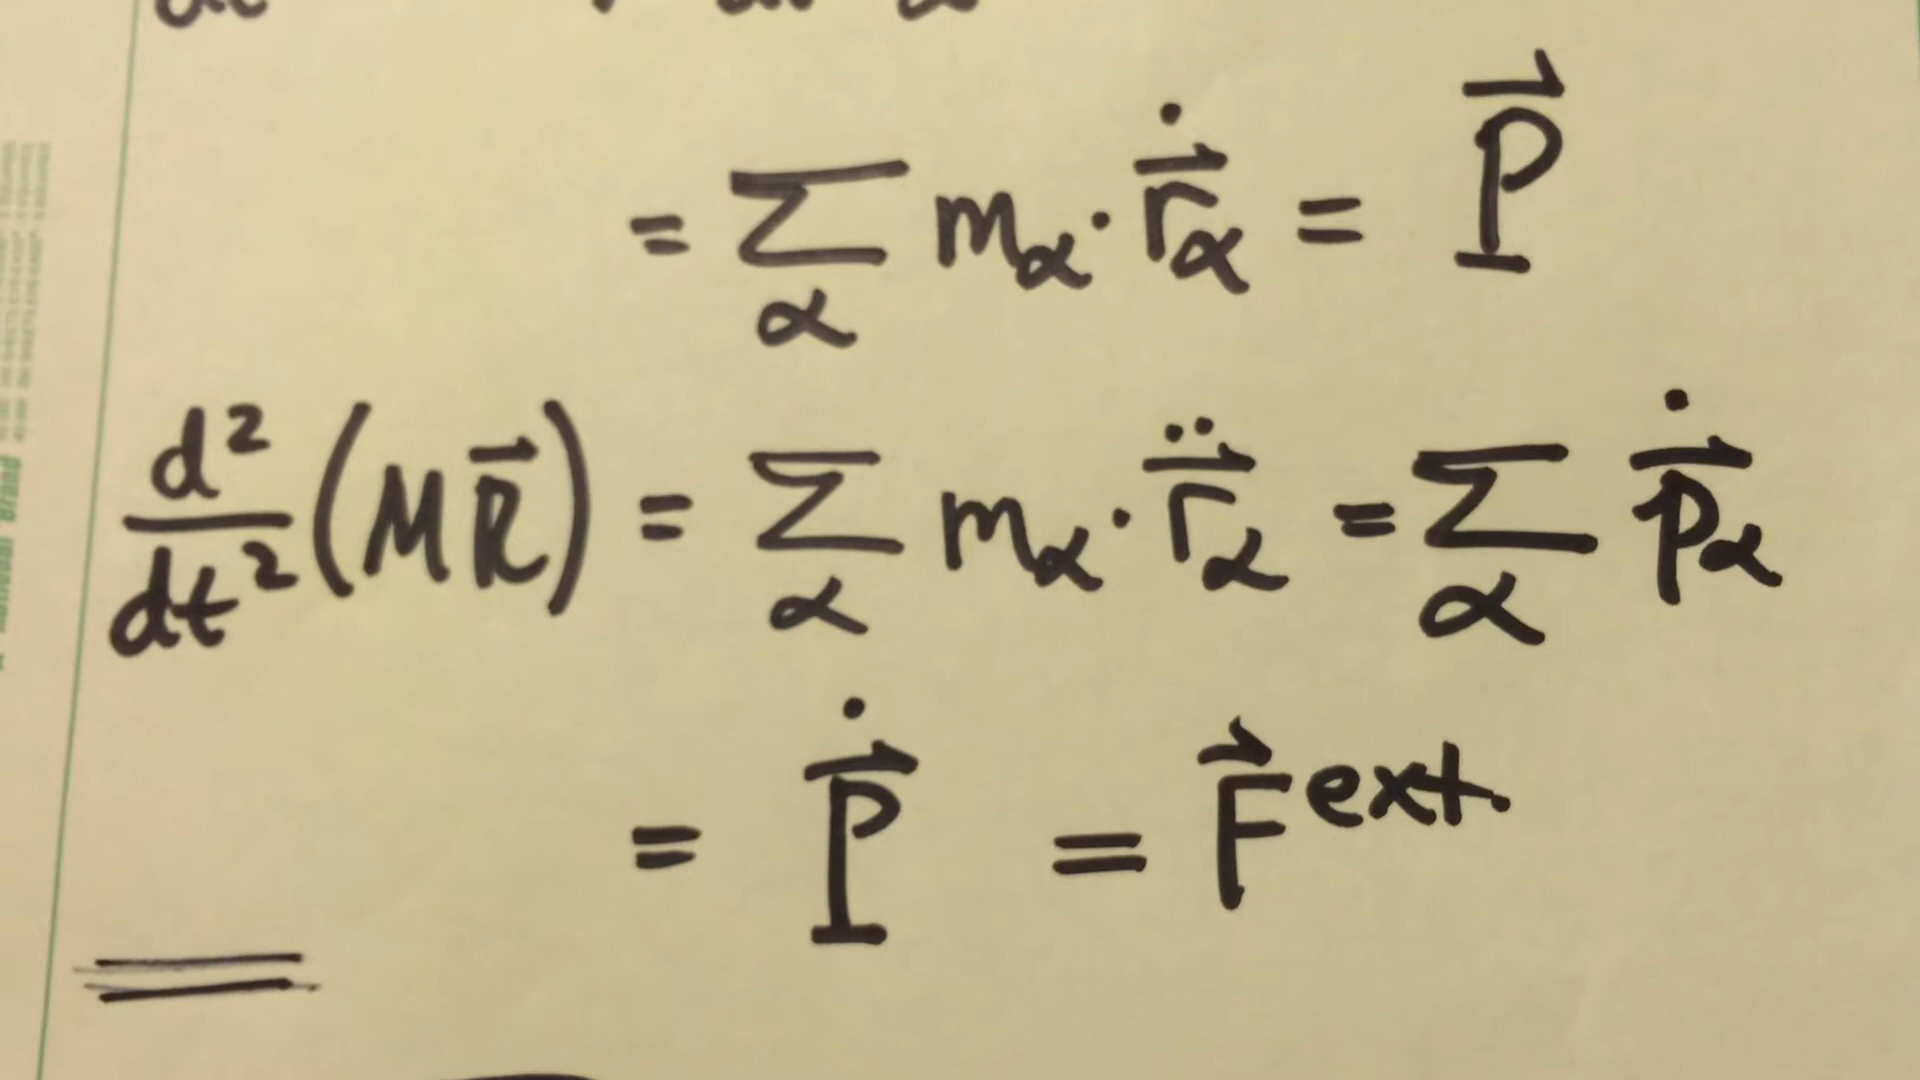 = Σ_α m_α · \dot{\vec{r}}_α = \vec{P}
d²/dt² (M\vec{R}) = Σ_α m_α · \ddot{\vec{r}}_α = Σ_α \dot{\vec{p}}_α
= \dot{\vec{P}} = \vec{F}^{ext}